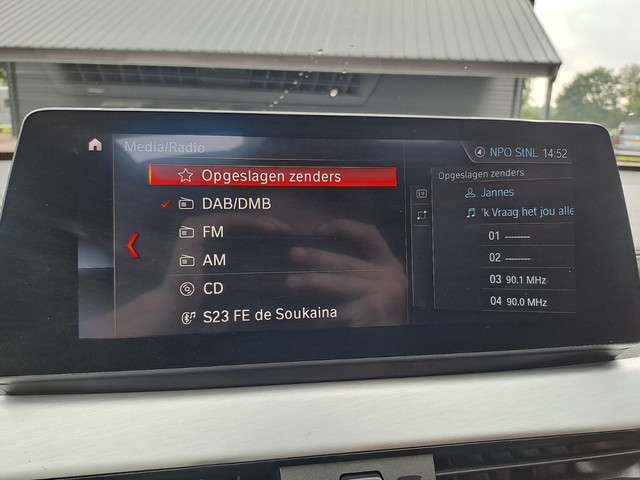 Media/Radio
NPO StNL 14:52
Opgeslagen zenders
DAB/DMB
FM
AM
CD
S23 FE de Soukaina
Opgeslagen zenders
Jannes
'k Vraag het jou alle
01 --------
02 --------
03 90.1 MHz
04 90.0 MHz